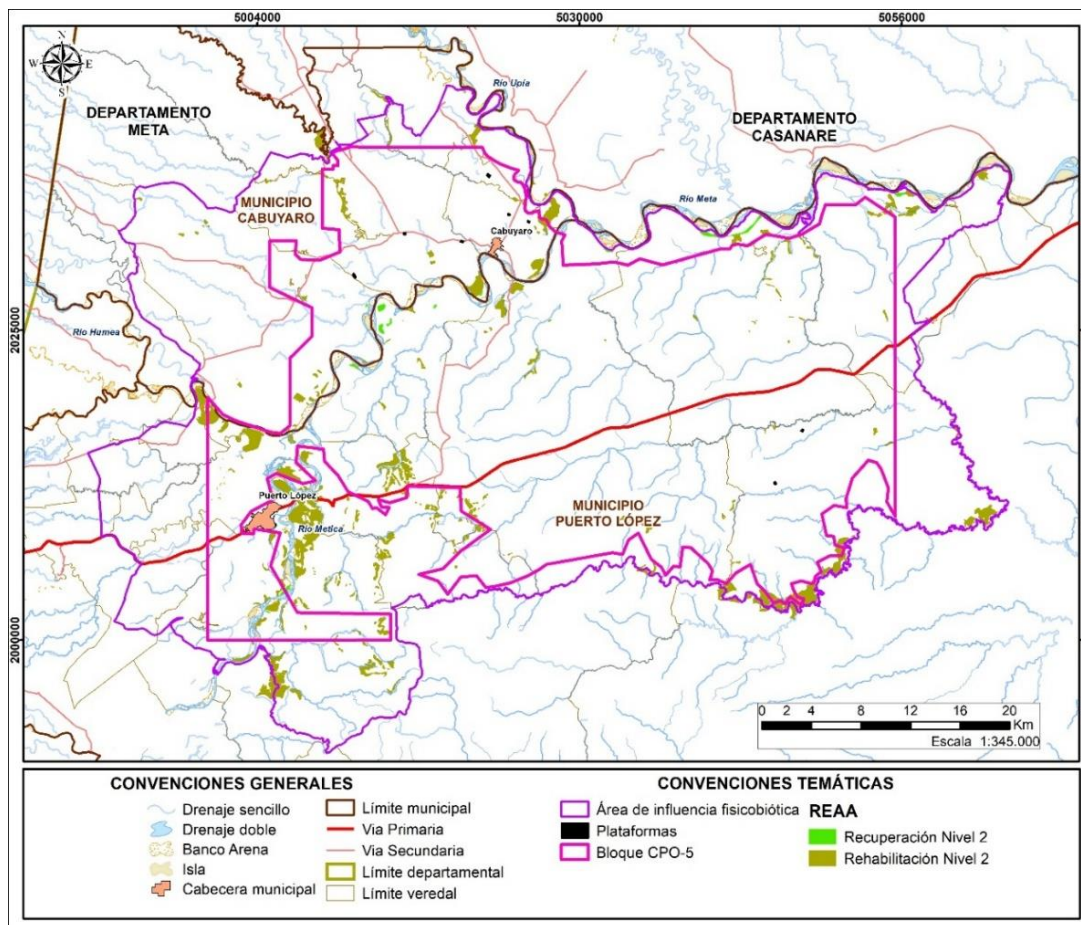 5004000 5030000 5056000
N
W E
S
Río Upía
DEPARTAMENTO
META
DEPARTAMENTO
CASANARE
MUNICIPIO
CABUYARO
Río Meta
Cabuyaro
2025000
Río Humea
Puerto López
Río Metica
MUNICIPIO
PUERTO LÓPEZ
2000000
0 2 4 8 12 16 20
Km
Escala 1:345.000
CONVENCIONES GENERALES
Drenaje sencillo
Drenaje doble
Banco Arena
Isla
Cabecera municipal
Límite municipal
Via Primaria
Via Secundaria
Límite departamental
Límite veredal
CONVENCIONES TEMÁTICAS
Área de influencia fisicobiótica
Plataformas
Bloque CPO-5
REAA
Recuperación Nivel 2
Rehabilitación Nivel 2